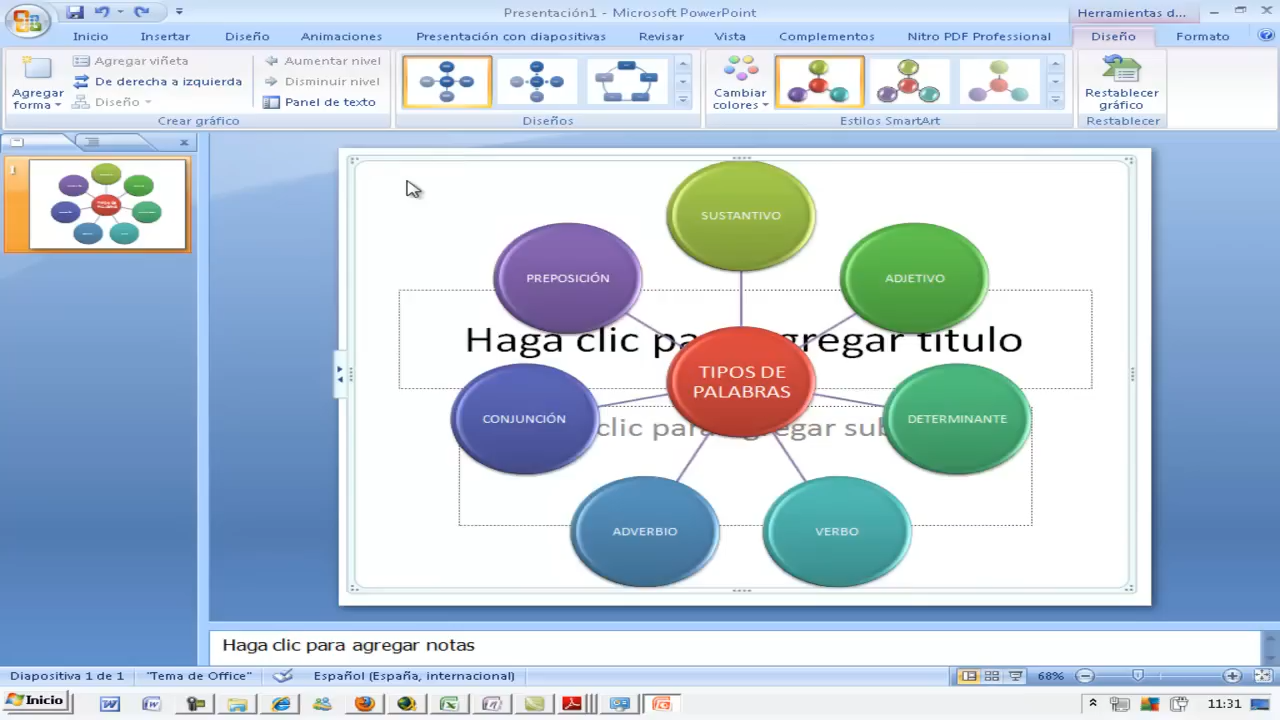 Presentación1 - Microsoft PowerPoint
Herramientas d...
Inicio Insertar Diseño Animaciones Presentación con diapositivas Revisar Vista Complementos Nitro PDF Professional Diseño Formato
Agregar forma
Agregar viñeta
De derecha a izquierda
Diseño
Aumentar nivel
Disminuir nivel
Panel de texto
Cambiar colores
Restablecer gráfico
Crear gráfico
Diseños
Estilos SmartArt
Restablecer
1
SUSTANTIVO
PREPOSICIÓN
ADJETIVO
Haga clic pa gregar título
TIPOS DE
PALABRAS
CONJUNCIÓN
DETERMINANTE
clic para agregar sub
ADVERBIO
VERBO
Haga clic para agregar notas
Diapositiva 1 de 1 "Tema de Office" Español (España, internacional) 68%
Inicio 11:31